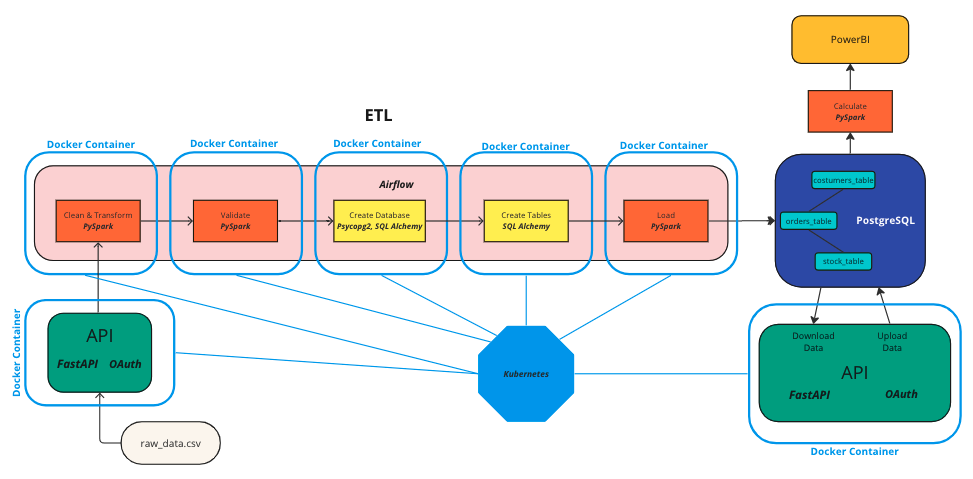 PowerBI
Calculate
PySpark
ETL
Docker Container
Docker Container
Docker Container
Docker Container
Docker Container
Airflow
Clean & Transform
PySpark
Validate
PySpark
Create Database
Psycopg2, SQL Alchemy
Create Tables
SQL Alchemy
Load
PySpark
costumers_table
orders_table
PostgreSQL
stock_table
Docker Container
API
FastAPI OAuth
Kubernetes
Download
Data
Upload
Data
API
FastAPI OAuth
Docker Container
raw_data.csv